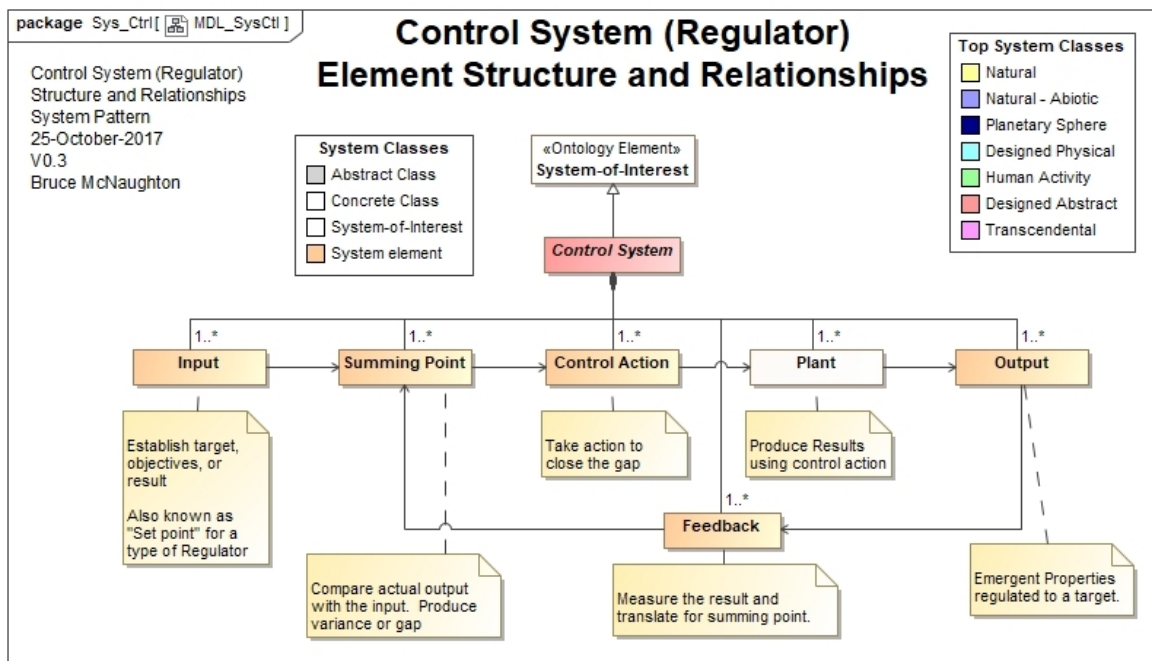 package Sys_Ctrl[ MDL_SysCtl ]
Control System (Regulator)
Element Structure and Relationships
Control System (Regulator)
Structure and Relationships
System Pattern
25-October-2017
V0.3
Bruce McNaughton
System Classes
Abstract Class
Concrete Class
System-of-Interest
System element
«Ontology Element»
System-of-Interest
Top System Classes
Natural
Natural - Abiotic
Planetary Sphere
Designed Physical
Human Activity
Designed Abstract
Transcendental
Control System
1..*
1..*
1..*
1..*
1..*
Input
Summing Point
Control Action
Plant
Output
Establish target,
objectives, or
result
Also known as
"Set point" for a
type of Regulator
Take action to
close the gap
Produce Results
using control action
1..*
Feedback
Compare actual output
with the input. Produce
variance or gap
Measure the result and
translate for summing point.
Emergent Properties
regulated to a target.